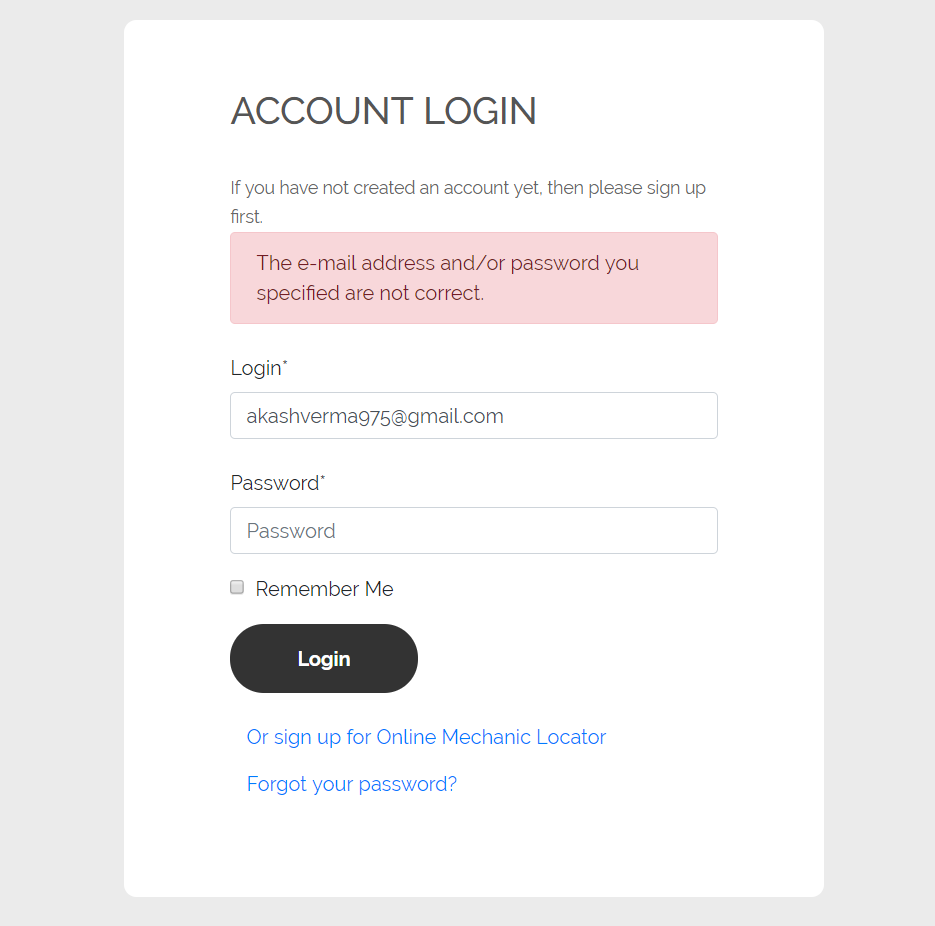 ACCOUNT LOGIN
If you have not created an account yet, then please sign up
first.
The e-mail address and/or password you
specified are not correct.
Login*
akashverma975@gmail.com
Password*
Password
Remember Me
Login
Or sign up for Online Mechanic Locator
Forgot your password?